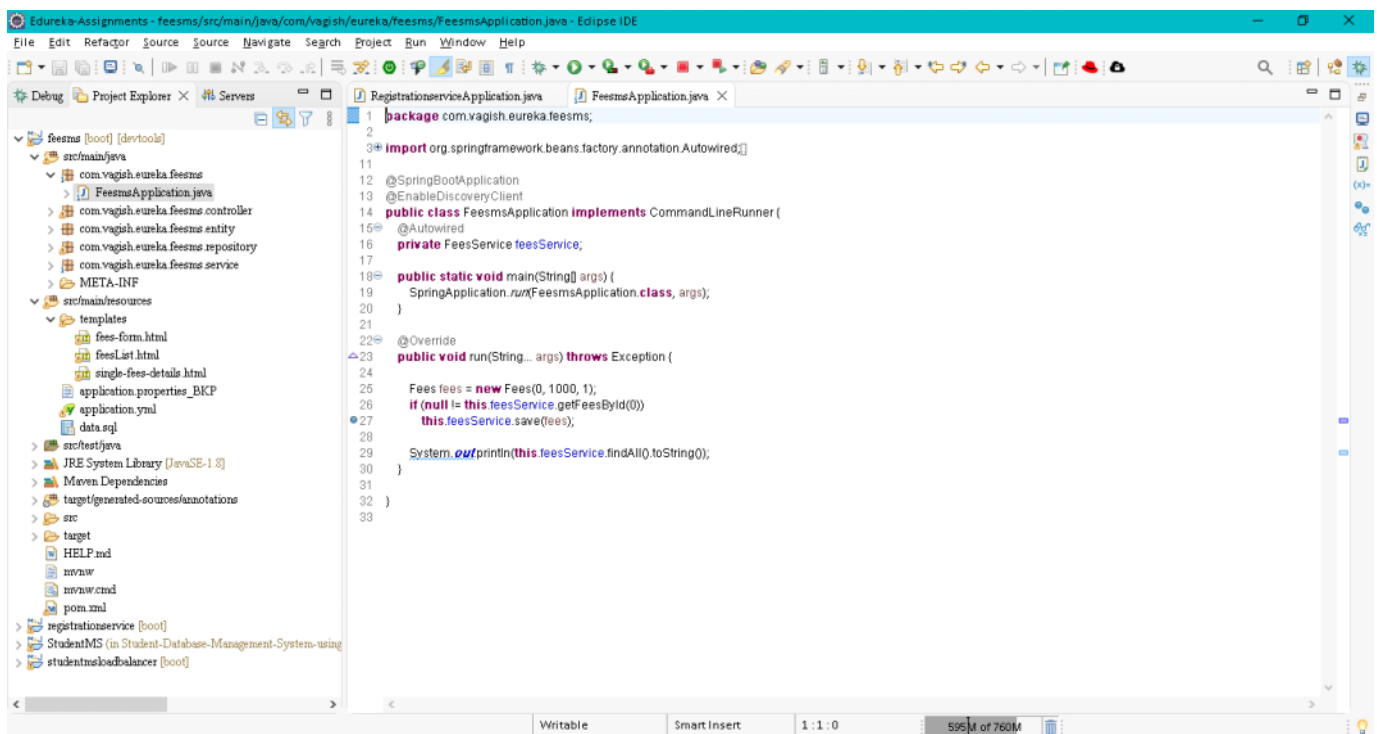 Edureka-Assignments - feesms/src/main/java/com/vagish/eureka/feesms/FeesmsApplication.java - Eclipse IDE
File Edit Refactor Source Source Navigate Search Project Run Window Help
Debug Project Explorer Servers
RegistrationserviceApplication.java FeesmsApplication.java
feesms [boot] [devtools]
src/main/java
com.vagish.eureka.feesms
FeesmsApplication.java
com.vagish.eureka.feesms.controller
com.vagish.eureka.feesms.entity
com.vagish.eureka.feesms.repository
com.vagish.eureka.feesms.service
META-INF
src/main/resources
templates
fees-form.html
feesList.html
single-fees-details.html
application.properties_BKP
application.yml
data.sql
src/test/java
JRE System Library [JavaSE-1.8]
Maven Dependencies
target/generated-sources/annotations
src
target
HELP.md
mvnw
mvnw.cmd
pom.xml
registrationservice [boot]
StudentMS (in Student-Database-Management-System-using
studentmsloadbalancer [boot]
1 package com.vagish.eureka.feesms;
2
3 import org.springframework.beans.factory.annotation.Autowired;
11
12 @SpringBootApplication
13 @EnableDiscoveryClient
14 public class FeesmsApplication implements CommandLineRunner {
15 @Autowired
16 private FeesService feesService;
17
18 public static void main(String[] args) {
19 SpringApplication.run(FeesmsApplication.class, args);
20 }
21
22 @Override
23 public void run(String... args) throws Exception {
24
25 Fees fees = new Fees(0, 1000, 1);
26 if (null != this.feesService.getFeesById(0))
27 this.feesService.save(fees);
28
29 System.out.println(this.feesService.findAll().toString());
30 }
31
32 }
33
(x)=
Writable Smart Insert 1:1:0 595M of 760M